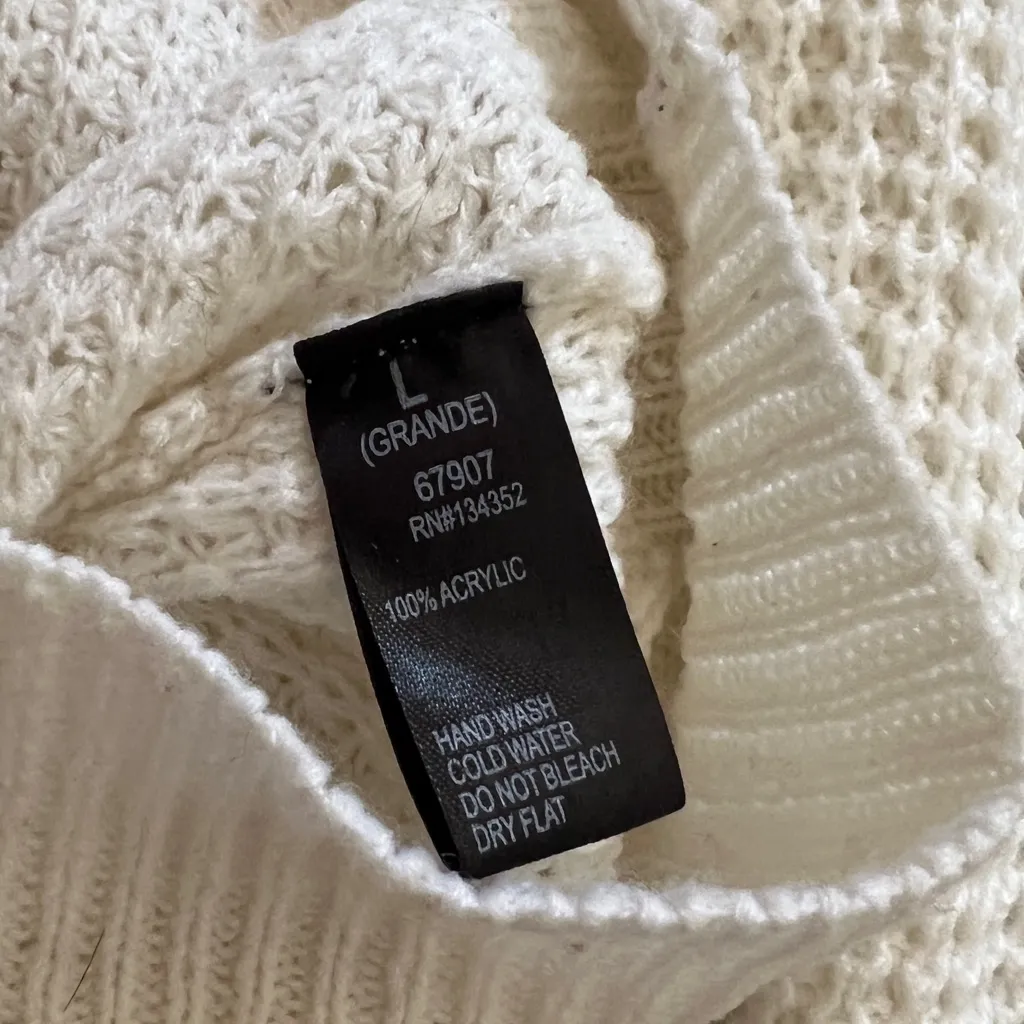 L
(GRANDE)
67907
RN#134352
100% ACRYLIC
HAND WASH
COLD WATER
DO NOT BLEACH
DRY FLAT